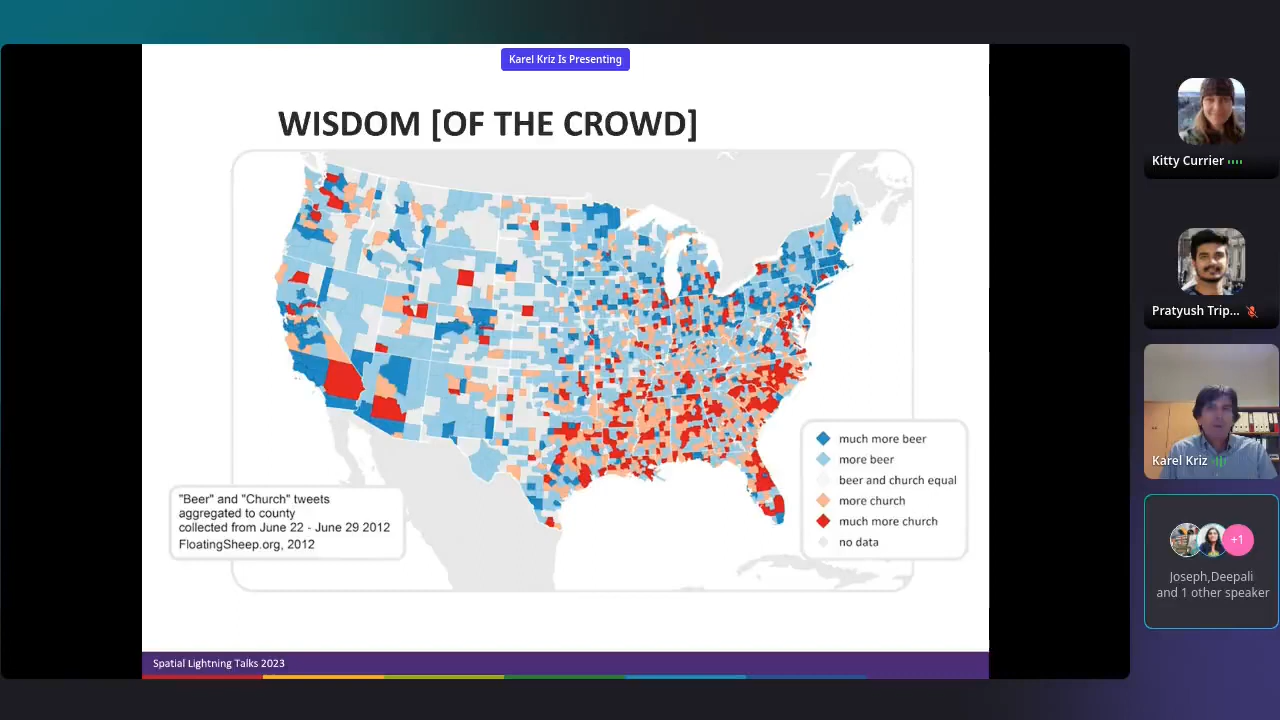 Karel Kriz Is Presenting
WISDOM [OF THE CROWD]
much more beer
more beer
beer and church equal
more church
much more church
no data
"Beer" and "Church" tweets
aggregated to county
collected from June 22 - June 29 2012
FloatingSheep.org, 2012
Spatial Lightning Talks 2023
Kitty Currier
Pratyush Trip...
Karel Kriz
+1
Joseph,Deepali
and 1 other speaker